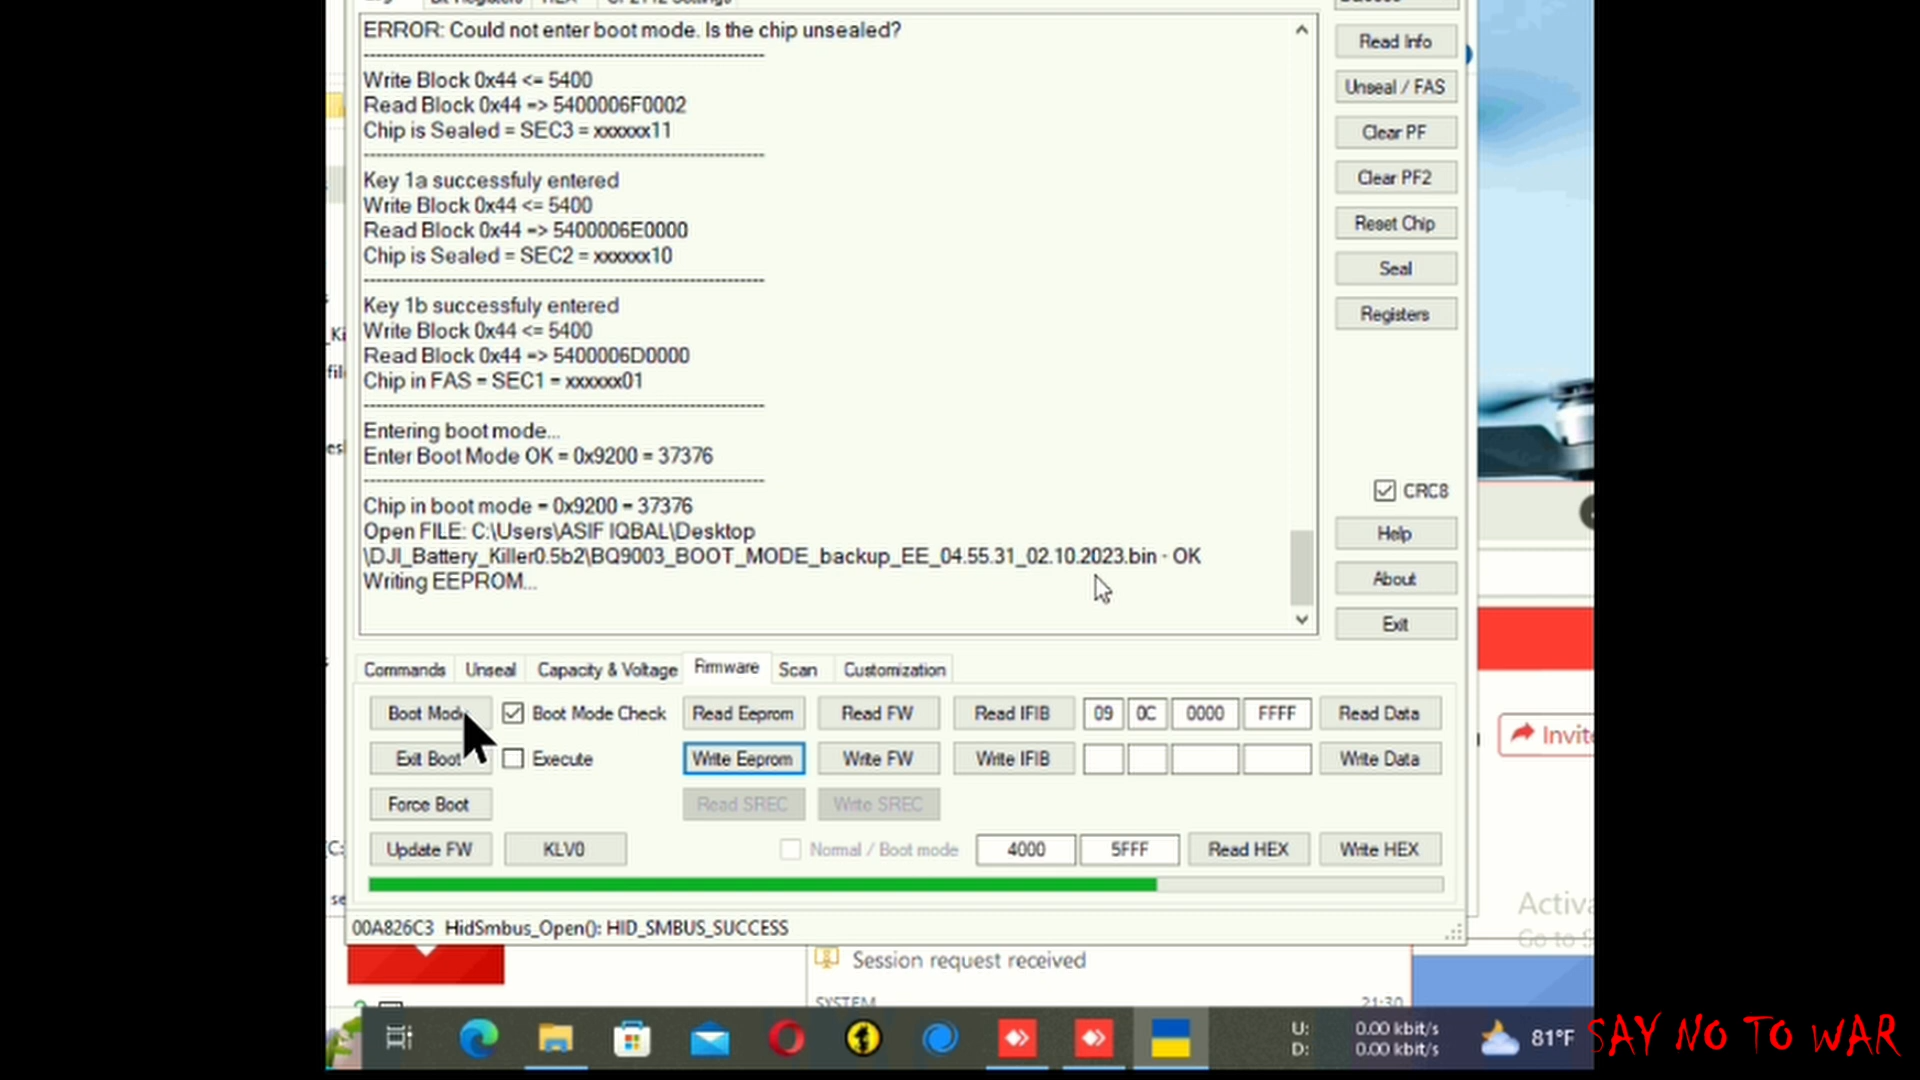 ERROR: Could not enter boot mode. Is the chip unsealed?
Write Block 0x44 <= 5400
Read Block 0x44 => 5400006F0002
Chip is Sealed = SEC3 = xxxxxx11
Key 1a successfuly entered
Write Block 0x44 <= 5400
Read Block 0x44 => 5400006E0000
Chip is Sealed = SEC2 = xxxxxx10
Key 1b successfuly entered
Write Block 0x44 <= 5400
Read Block 0x44 => 5400006D0000
Chip in FAS = SEC1 = xxxxxx01
Entering boot mode...
Enter Boot Mode OK = 0x9200 = 37376
Chip in boot mode = 0x9200 = 37376
Open FILE: C:\Users\ASIF IQBAL\Desktop
\DJI_Battery_Killer0.5b2\BQ9003_BOOT_MODE_backup_EE_04.55.31_02.10.2023.bin - OK
Writing EEPROM...
Read Info
Unseal / FAS
Clear PF
Clear PF2
Reset Chip
Seal
Registers
CRC8
Help
About
Exit
Commands Unseal Capacity & Voltage Firmware Scan Customization
Boot Mode Boot Mode Check Read Eeprom Read FW Read IFIB 09 0C 0000 FFFF Read Data
Exit Boot Execute Write Eeprom Write FW Write IFIB Write Data
Force Boot Read SREC Write SREC
Update FW KLV0 Normal / Boot mode 4000 5FFF Read HEX Write HEX
00A826C3 HidSmbus_Open(): HID_SMBUS_SUCCESS
Invite
Activa
Go to S
Session request received
SYSTEM 21:30
U: 0.00 kbit/s
D: 0.00 kbit/s
81°F
SAY NO TO WAR